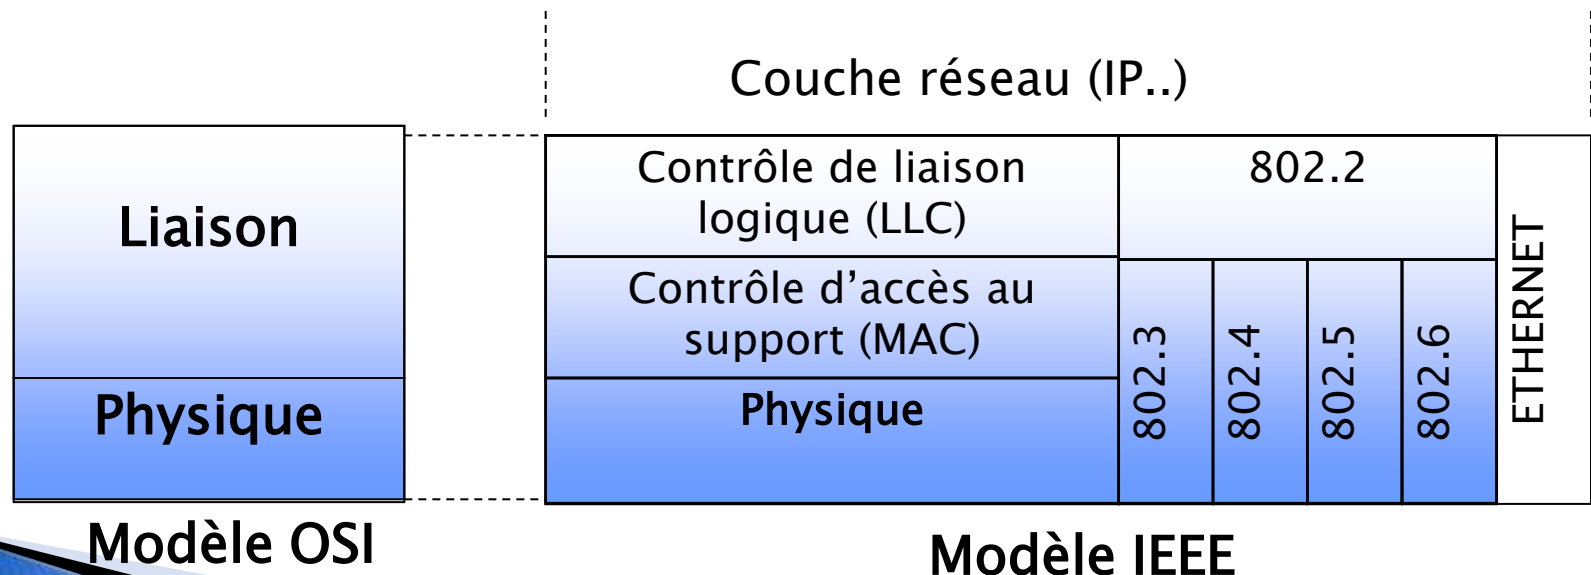 Couche réseau (IP..)
Liaison
Physique
Modèle OSI
Contrôle de liaison
logique (LLC)
802.2
Contrôle d’accès au
support (MAC)
Physique
802.3
802.4
802.5
802.6
ETHERNET
Modèle IEEE